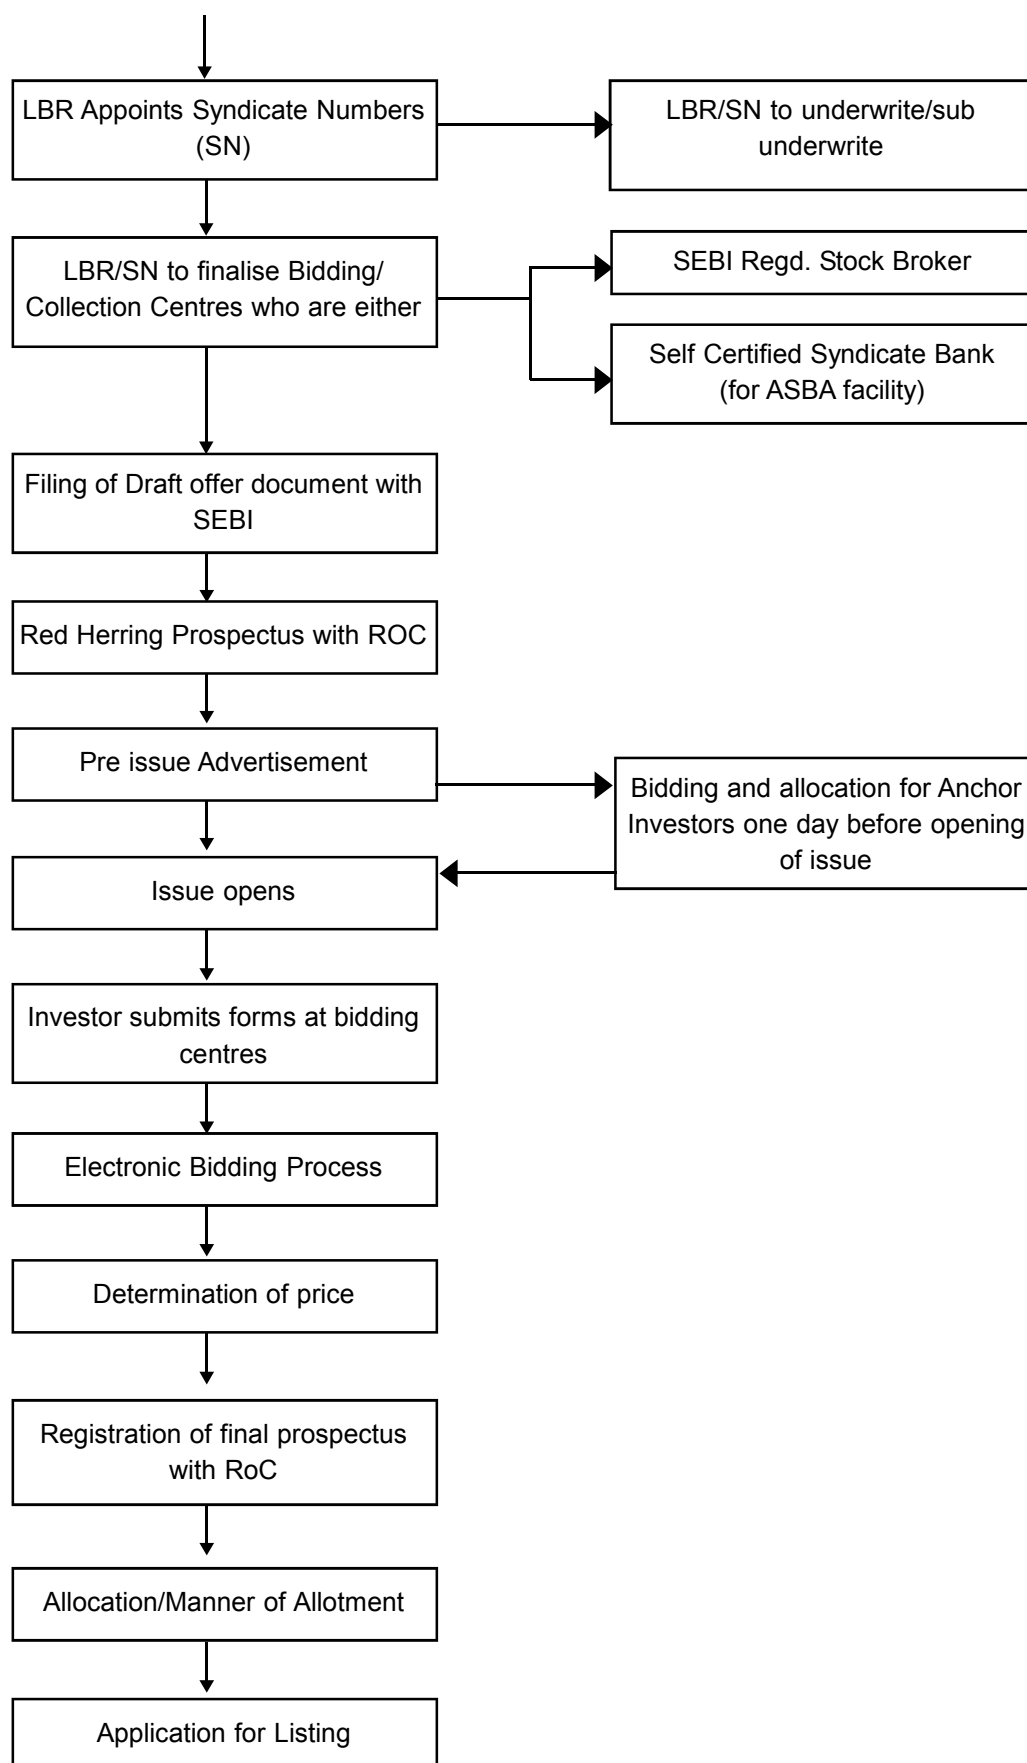 LBR Appoints Syndicate Numbers
(SN)
LBR/SN to underwrite/sub
underwrite
LBR/SN to finalise Bidding/
Collection Centres who are either
SEBI Regd. Stock Broker
Self Certified Syndicate Bank
(for ASBA facility)
Filing of Draft offer document with
SEBI
Red Herring Prospectus with ROC
Pre issue Advertisement
Bidding and allocation for Anchor
Investors one day before opening
of issue
Issue opens
Investor submits forms at bidding
centres
Electronic Bidding Process
Determination of price
Registration of final prospectus
with RoC
Allocation/Manner of Allotment
Application for Listing